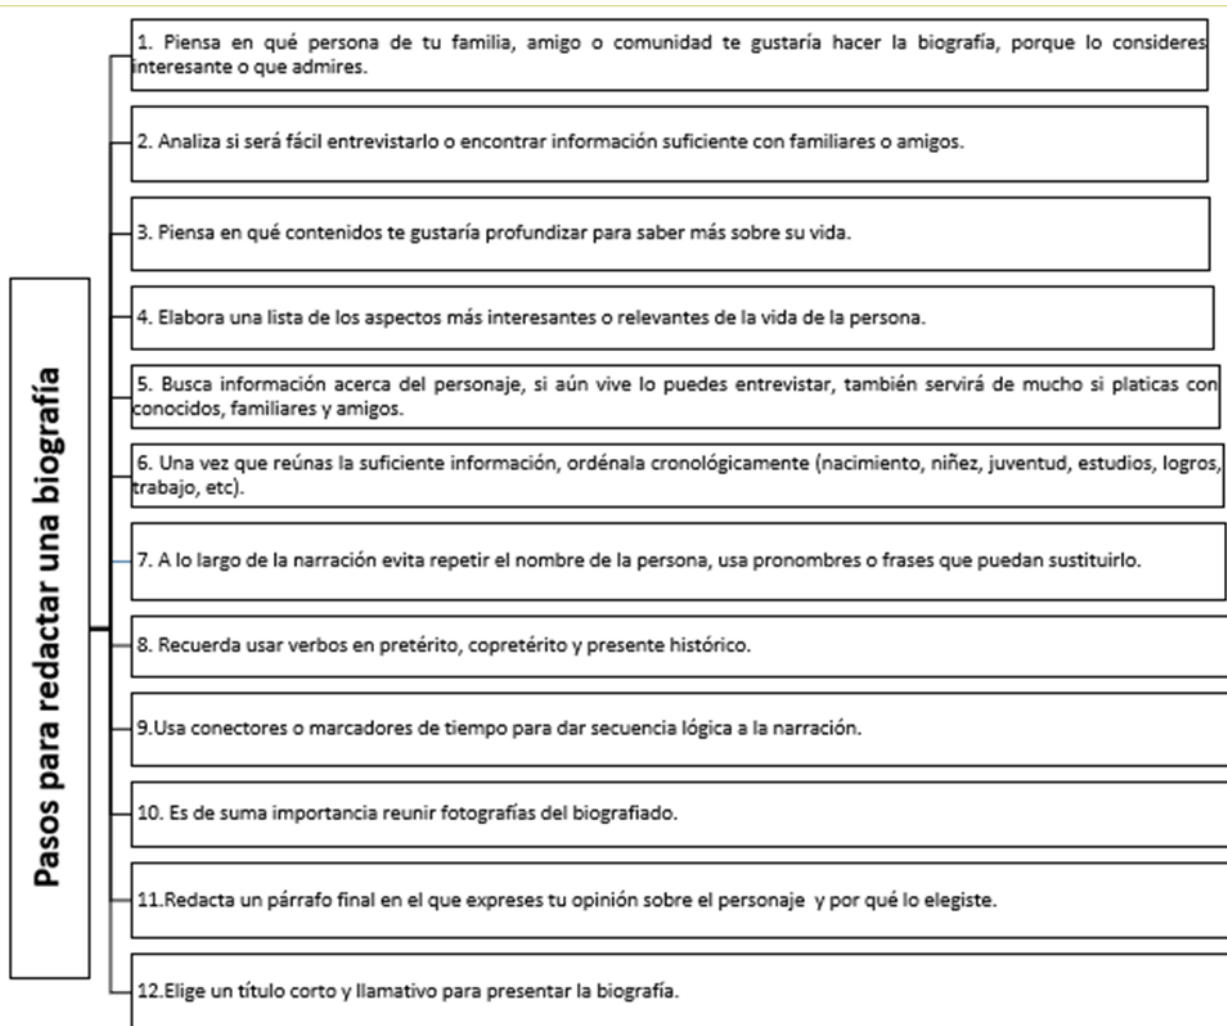 Pasos para redactar una biografía
1. Piensa en qué persona de tu familia, amigo o comunidad te gustaría hacer la biografía, porque lo consideres
interesante o que admires.
2. Analiza si será fácil entrevistarlo o encontrar información suficiente con familiares o amigos.
3. Piensa en qué contenidos te gustaría profundizar para saber más sobre su vida.
4. Elabora una lista de los aspectos más interesantes o relevantes de la vida de la persona.
5. Busca información acerca del personaje, si aún vive lo puedes entrevistar, también servirá de mucho si platicas con
conocidos, familiares y amigos.
6. Una vez que reúnas la suficiente información, ordénala cronológicamente (nacimiento, niñez, juventud, estudios, logros,
trabajo, etc).
7. A lo largo de la narración evita repetir el nombre de la persona, usa pronombres o frases que puedan sustituirlo.
8. Recuerda usar verbos en pretérito, copretérito y presente histórico.
9.Usa conectores o marcadores de tiempo para dar secuencia lógica a la narración.
10. Es de suma importancia reunir fotografías del biografiado.
11.Redacta un párrafo final en el que expreses tu opinión sobre el personaje  y por qué lo elegiste.
12.Elige un título corto y llamativo para presentar la biografía.